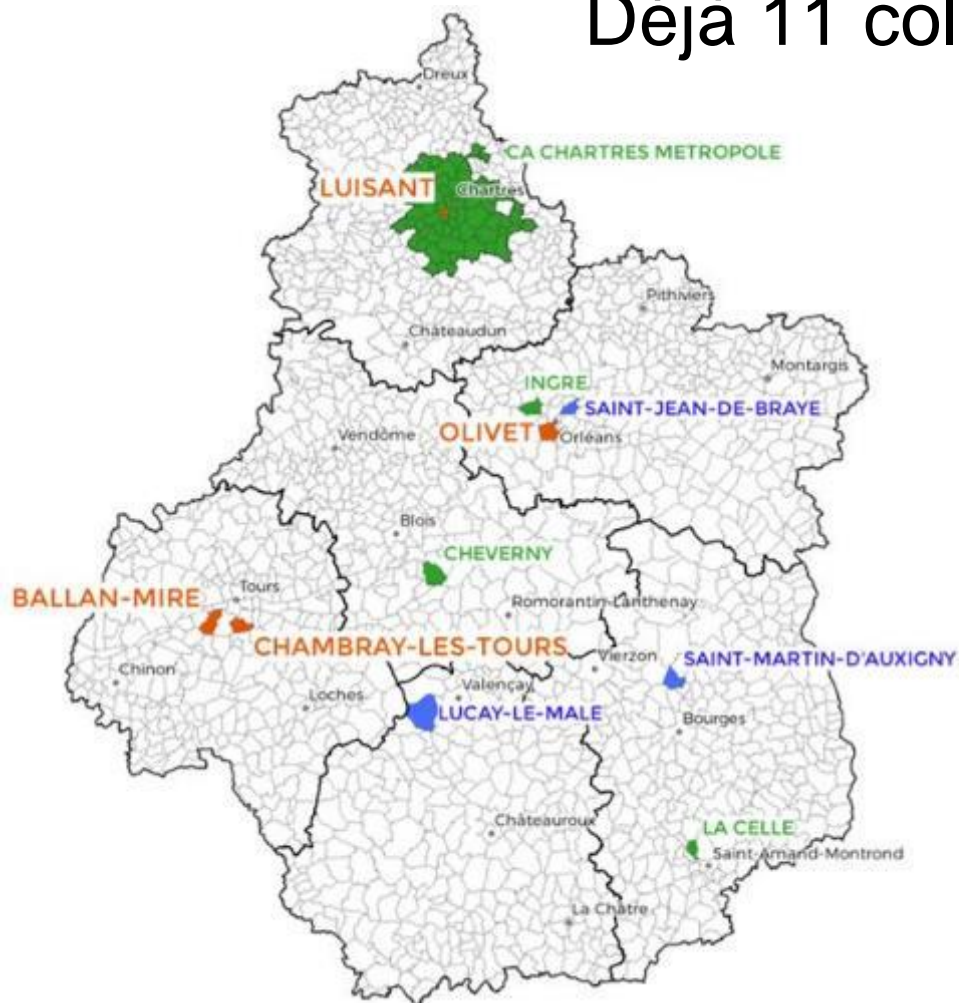 Déjà 11 col
Dreux
CA CHARTRES METROPOLE
LUISANT
Chartres
Pithiviers
Châteaudun
Montargis
INGRE
SAINT-JEAN-DE-BRAYE
OLIVET
Orléans
Vendôme
Blois
CHEVERNY
Tours
BALLAN-MIRE
Romorantin-Lanthenay
CHAMBRAY-LES-TOURS
Vierzon
SAINT-MARTIN-D'AUXIGNY
Chinon
Valençay
Loches
LUCAY-LE-MALE
Bourges
Châteauroux
LA CELLE
Saint-Amand-Montrond
La Châtre